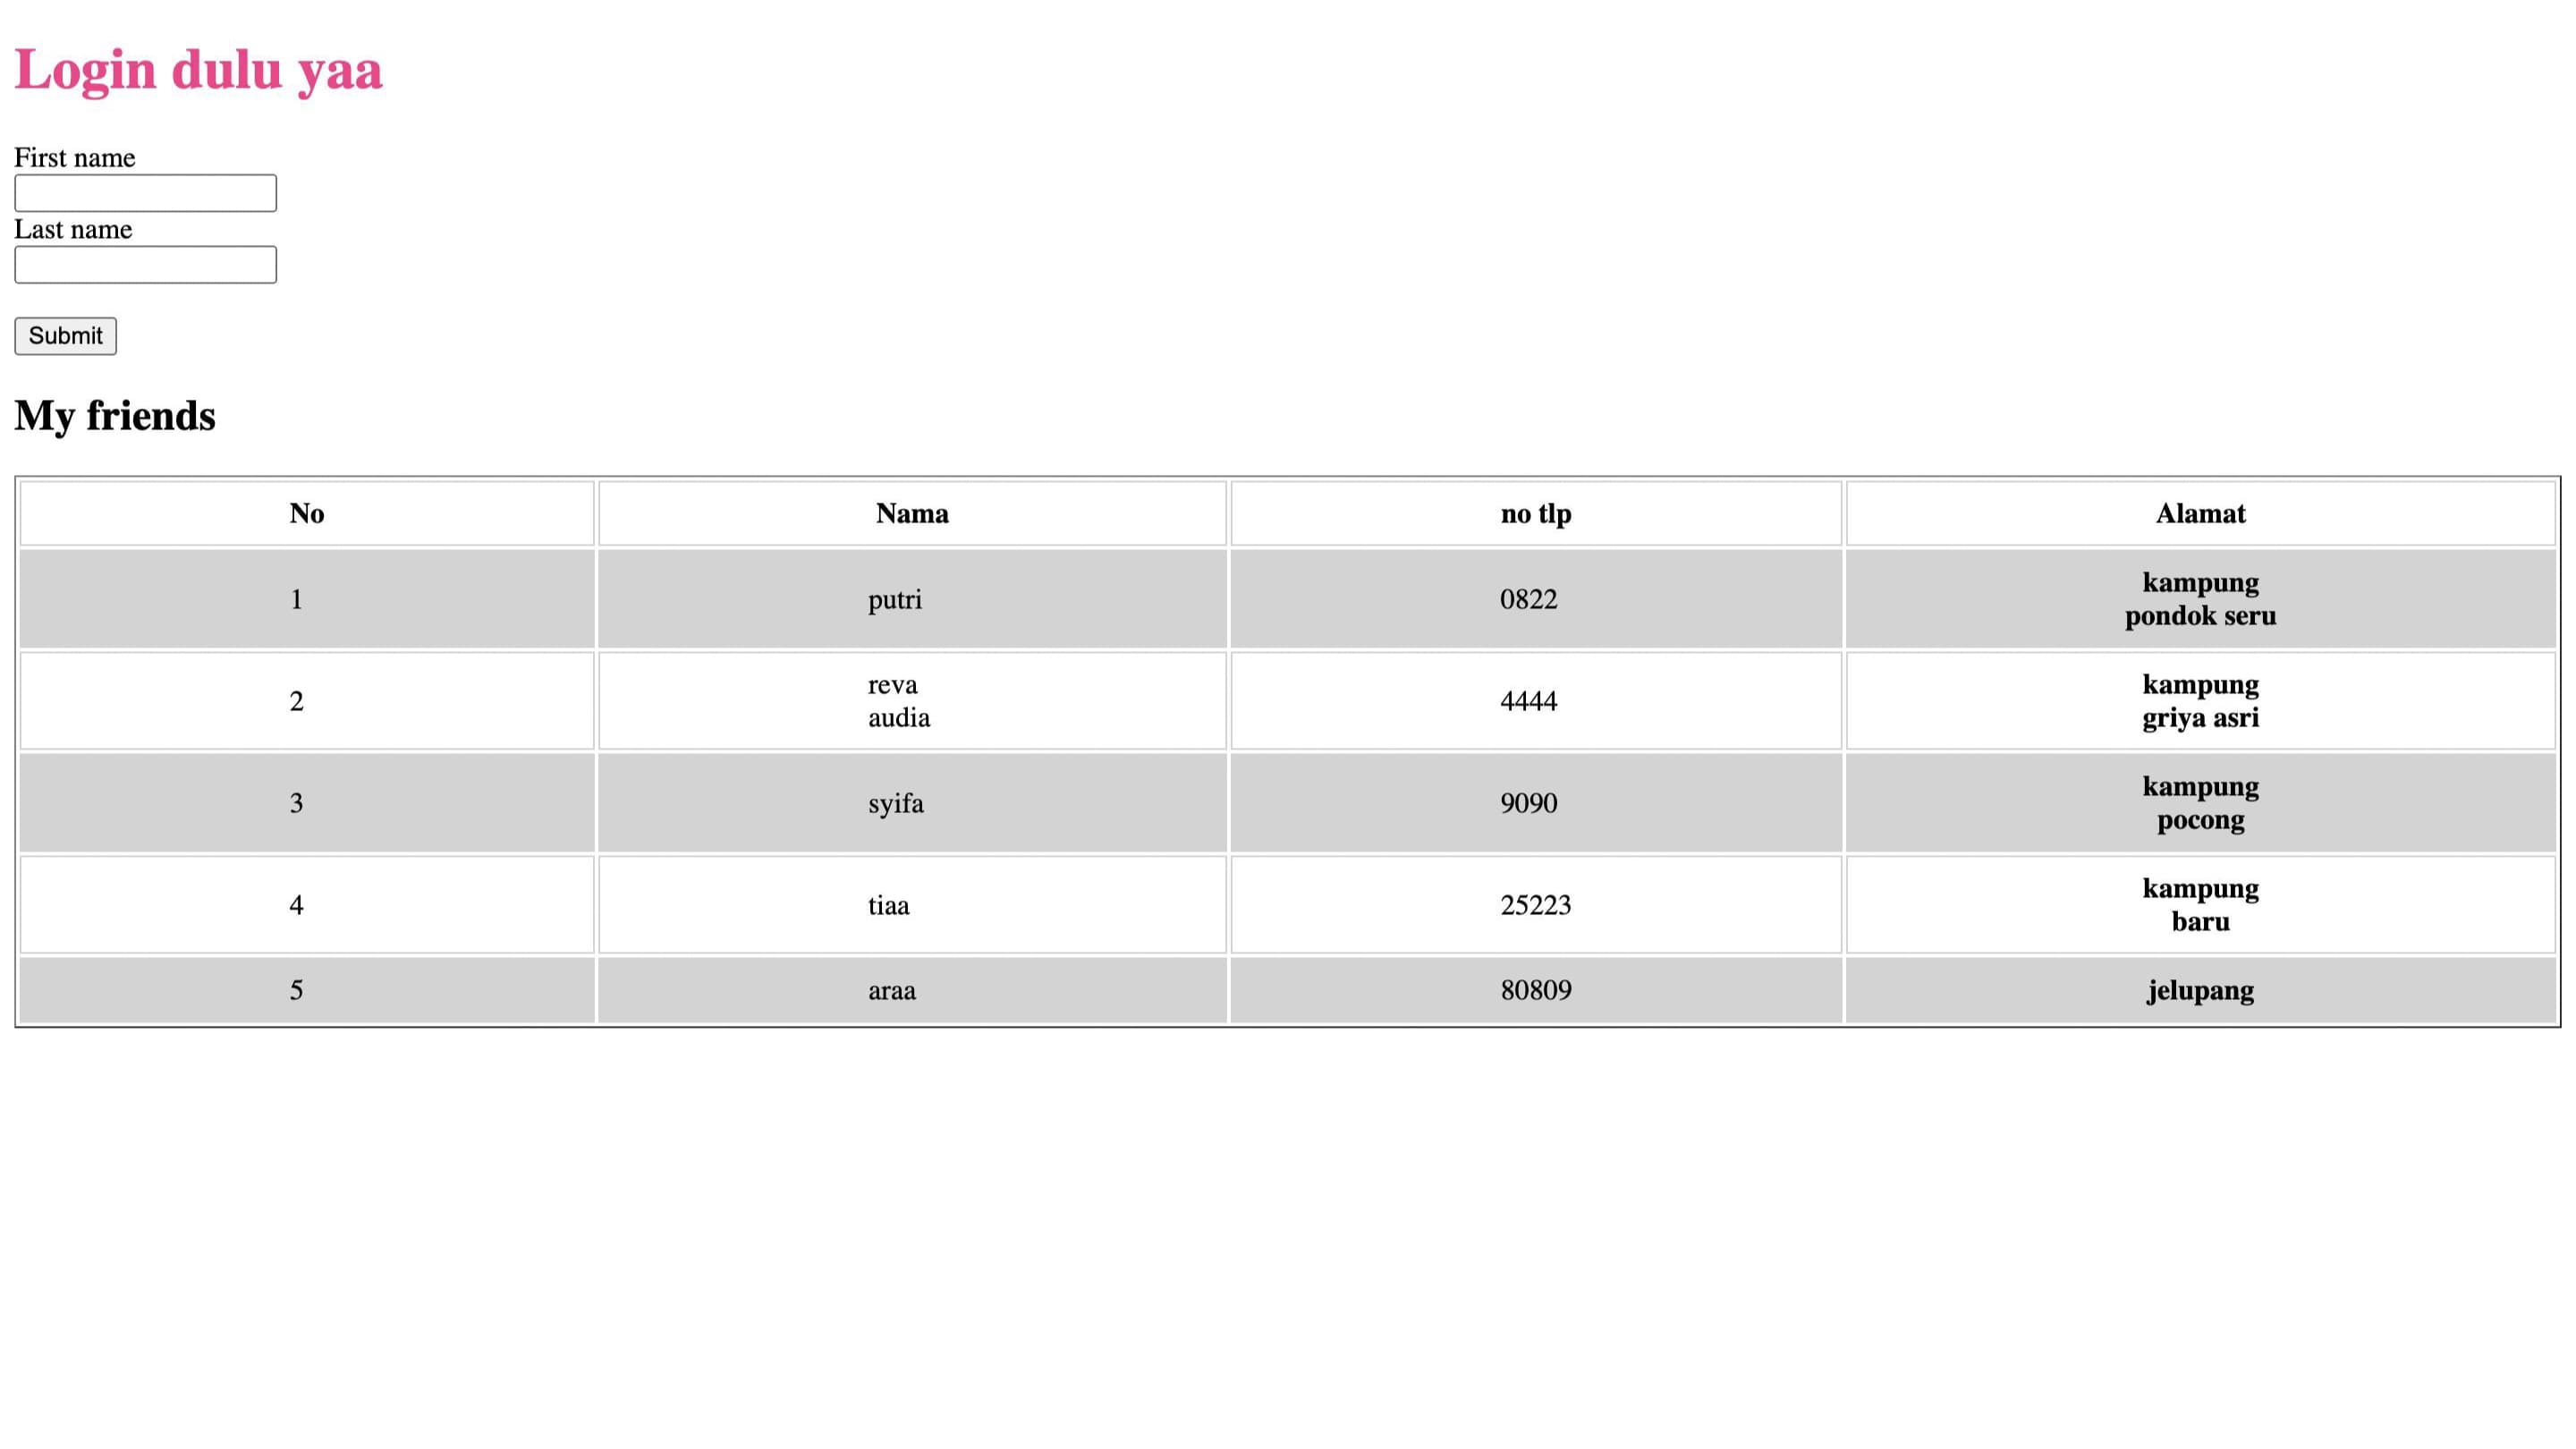 Login dulu yaa
First name
Last name
Submit
My friends
No Nama no tlp Alamat
1 putri 0822 kampung
pondok seru
2 reva
audia 4444 kampung
griya asri
3 syifa 9090 kampung
pocong
4 tiaa 25223 kampung
baru
5 araa 80809 jelupang